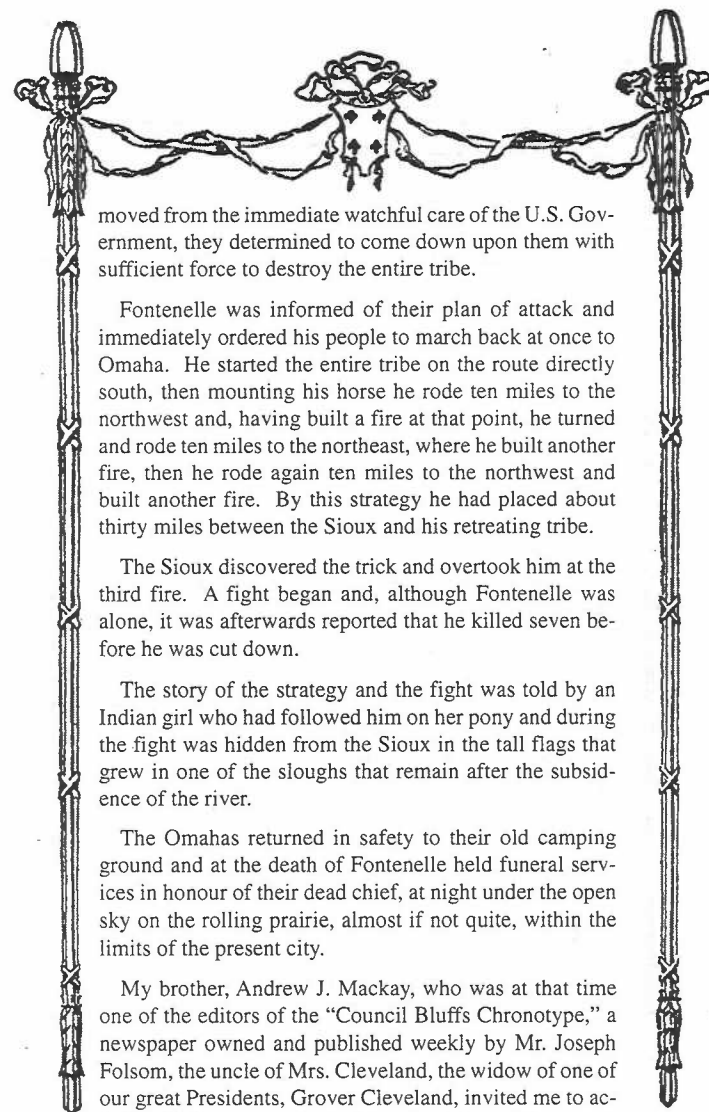 moved from the immediate watchful care of the U.S. Gov-
ernment, they determined to come down upon them with
sufficient force to destroy the entire tribe.
Fontenelle was informed of their plan of attack and
immediately ordered his people to march back at once to
Omaha. He started the entire tribe on the route directly
south, then mounting his horse he rode ten miles to the
northwest and, having built a fire at that point, he turned
and rode ten miles to the northeast, where he built another
fire, then he rode again ten miles to the northwest and
built another fire. By this strategy he had placed about
thirty miles between the Sioux and his retreating tribe.
The Sioux discovered the trick and overtook him at the
third fire. A fight began and, although Fontenelle was
alone, it was afterwards reported that he killed seven be-
fore he was cut down.
The story of the strategy and the fight was told by an
Indian girl who had followed him on her pony and during
the fight was hidden from the Sioux in the tall flags that
grew in one of the sloughs that remain after the subsid-
ence of the river.
The Omahas returned in safety to their old camping
ground and at the death of Fontenelle held funeral serv-
ices in honour of their dead chief, at night under the open
sky on the rolling prairie, almost if not quite, within the
limits of the present city.
My brother, Andrew J. Mackay, who was at that time
one of the editors of the “Council Bluffs Chronotype,” a
newspaper owned and published weekly by Mr. Joseph
Folsom, the uncle of Mrs. Cleveland, the widow of one of
our great Presidents, Grover Cleveland, invited me to ac-